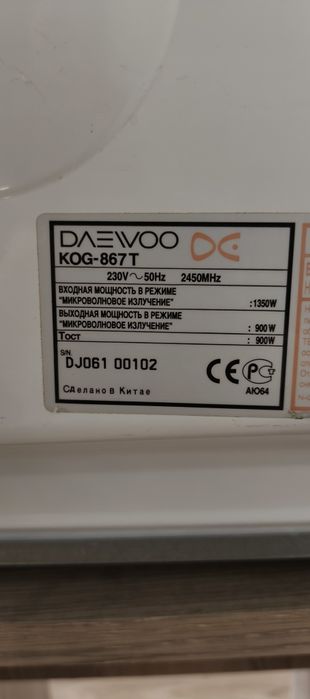 DAEWOO
KOG-867T
230V ~ 50Hz 2450MHz
ВХОДНАЯ МОЩНОСТЬ В РЕЖИМЕ
"МИКРОВОЛНОВОЕ ИЗЛУЧЕНИЕ" : 1350W
ВЫХОДНАЯ МОЩНОСТЬ В РЕЖИМЕ
"МИКРОВОЛНОВОЕ ИЗЛУЧЕНИЕ" : 900W
Тост : 900W
S/N.
DJ061 00102
CE
Сделано в Китае
АЮ64